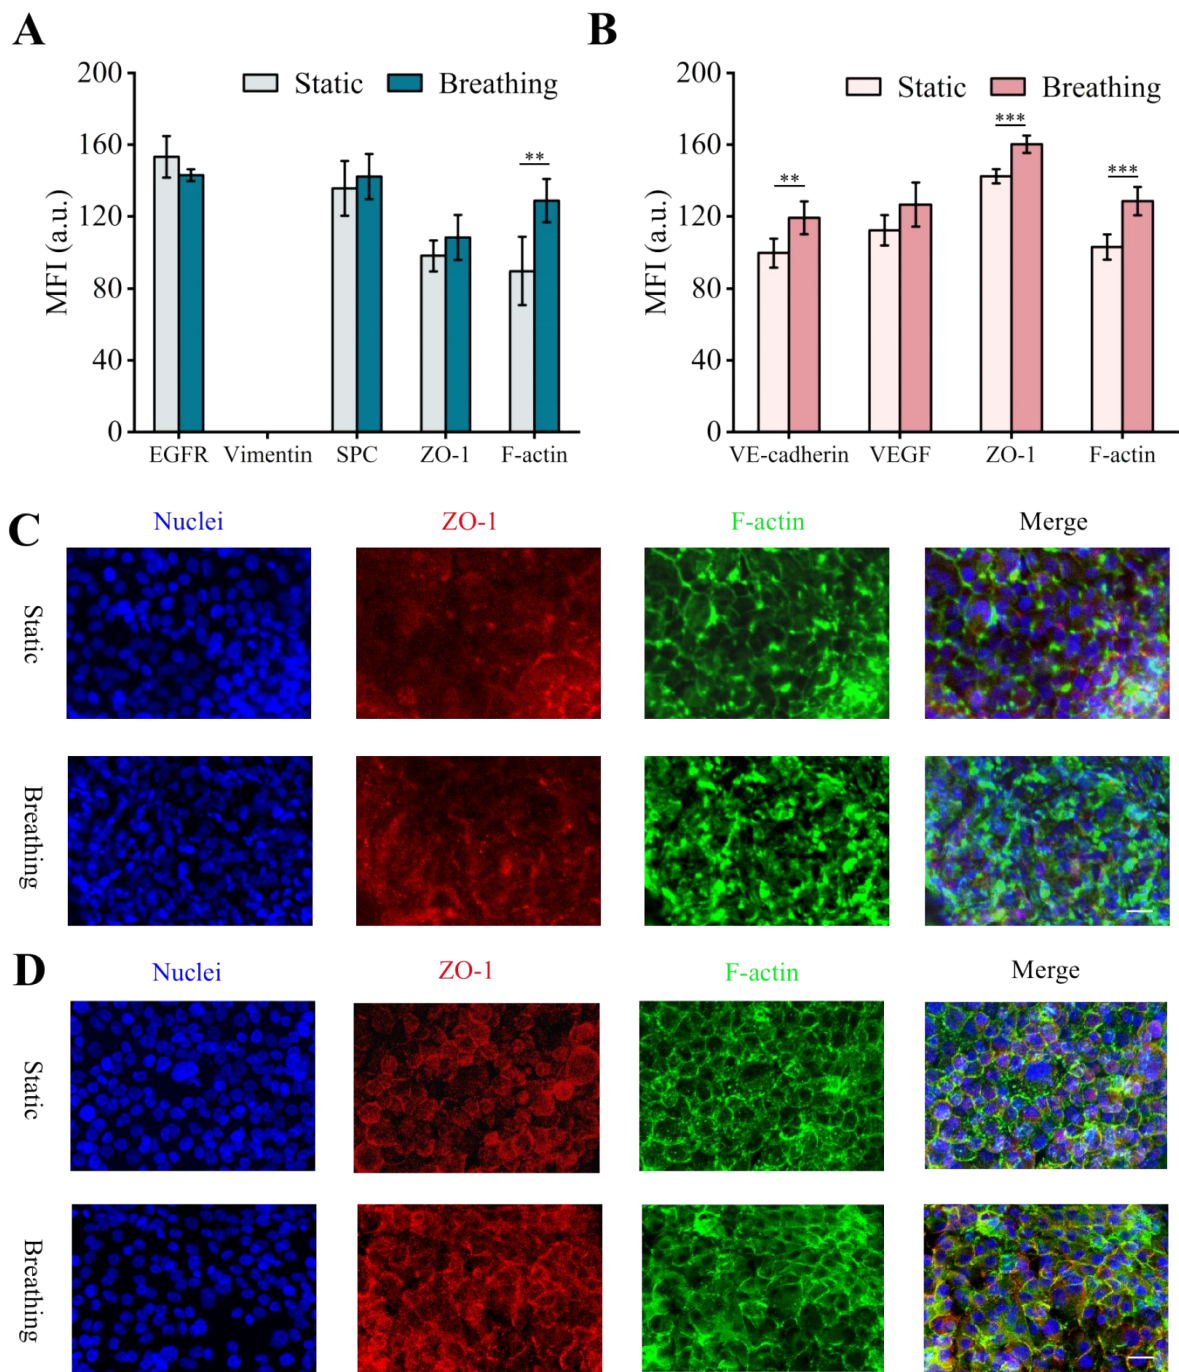 A
B
200
160
120
80
40
0
MFI (a.u.)
Static
Breathing
**
EGFR
Vimentin
SPC
ZO-1
F-actin
200
160
120
80
40
0
MFI (a.u.)
Static
Breathing
**
***
***
VE-cadherin
VEGF
ZO-1
F-actin
C
Nuclei
ZO-1
F-actin
Merge
Static
Breathing
D
Nuclei
ZO-1
F-actin
Merge
Static
Breathing